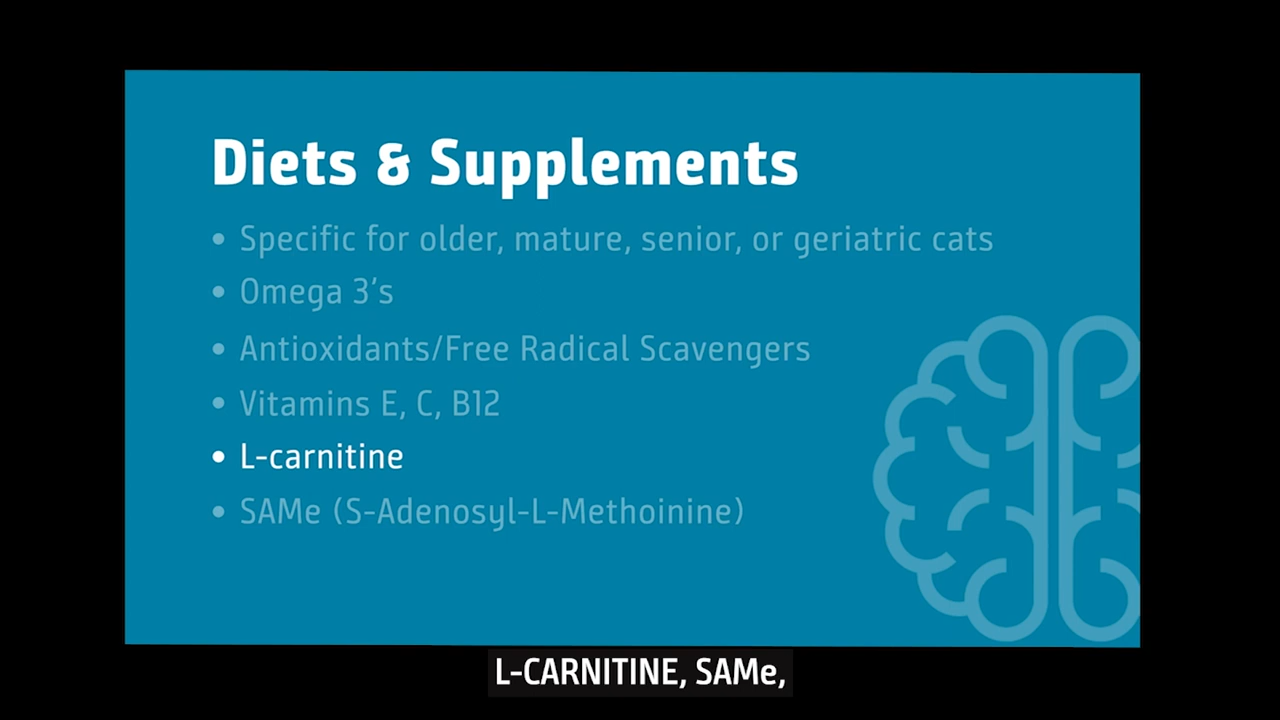 Diets & Supplements
• Specific for older, mature, senior, or geriatric cats
• Omega 3’s
• Antioxidants/Free Radical Scavengers
• Vitamins E, C, B12
• L-carnitine
• SAMe (S-Adenosyl-L-Methoinine)
L-CARNITINE, SAMe,